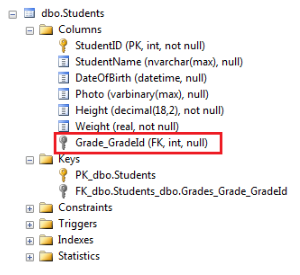 dbo.Students
Columns
StudentID (PK, int, not null)
StudentName (nvarchar(max), null)
DateOfBirth (datetime, null)
Photo (varbinary(max), null)
Height (decimal(18,2), not null)
Weight (real, not null)
Grade_GradeId (FK, int, null)
Keys
PK_dbo.Students
FK_dbo.Students_dbo.Grades_Grade_GradeId
Constraints
Triggers
Indexes
Statistics